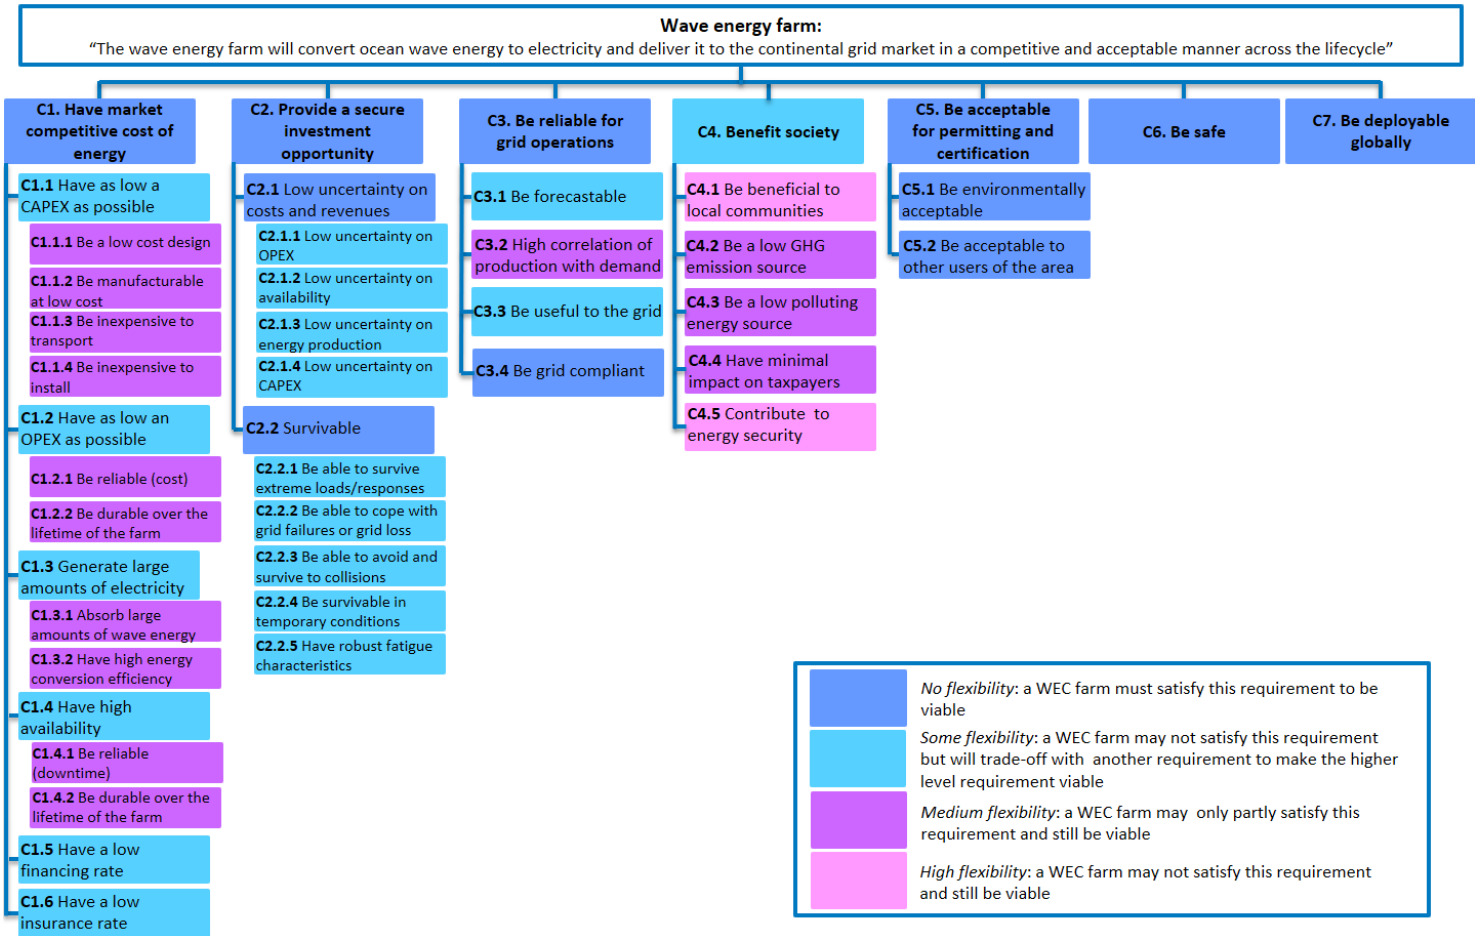 Wave energy farm:
“The wave energy farm will convert ocean wave energy to electricity and deliver it to the continental grid market in a competitive and acceptable manner across the lifecycle”
C1. Have market
competitive cost of
energy
C1.1 Have as low a
CAPEX as possible
C1.1.1 Be a low cost design
C1.1.2 Be manufacturable
at low cost
C1.1.3 Be inexpensive to
transport
C1.1.4 Be inexpensive to
install
C1.2 Have as low an
OPEX as possible
C1.2.1 Be reliable (cost)
C1.2.2 Be durable over the
lifetime of the farm
C1.3 Generate large
amounts of electricity
C1.3.1 Absorb large
amounts of wave energy
C1.3.2 Have high energy
conversion efficiency
C1.4 Have high
availability
C1.4.1 Be reliable
(downtime)
C1.4.2 Be durable over the
lifetime of the farm
C1.5 Have a low
financing rate
C1.6 Have a low
insurance rate
C2. Provide a secure
investment
opportunity
C2.1 Low uncertainty on
costs and revenues
C2.1.1 Low uncertainty on
OPEX
C2.1.2 Low uncertainty on
availability
C2.1.3 Low uncertainty on
energy production
C2.1.4 Low uncertainty on
CAPEX
C2.2 Survivable
C2.2.1 Be able to survive
extreme loads/responses
C2.2.2 Be able to cope with
grid failures or grid loss
C2.2.3 Be able to avoid and
survive to collisions
C2.2.4 Be survivable in
temporary conditions
C2.2.5 Have robust fatigue
characteristics
C3. Be reliable for
grid operations
C3.1 Be forecastable
C3.2 High correlation of
production with demand
C3.3 Be useful to the grid
C3.4 Be grid compliant
C4. Benefit society
C4.1 Be beneficial to
local communities
C4.2 Be a low GHG
emission source
C4.3 Be a low polluting
energy source
C4.4 Have minimal
impact on taxpayers
C4.5 Contribute to
energy security
C5. Be acceptable
for permitting and
certification
C5.1 Be environmentally
acceptable
C5.2 Be acceptable to
other users of the area
C6. Be safe
C7. Be deployable
globally
No flexibility: a WEC farm must satisfy this requirement to be
viable
Some flexibility: a WEC farm may not satisfy this requirement
but will trade-off with another requirement to make the higher
level requirement viable
Medium flexibility: a WEC farm may only partly satisfy this
requirement and still be viable
High flexibility: a WEC farm may not satisfy this requirement
and still be viable